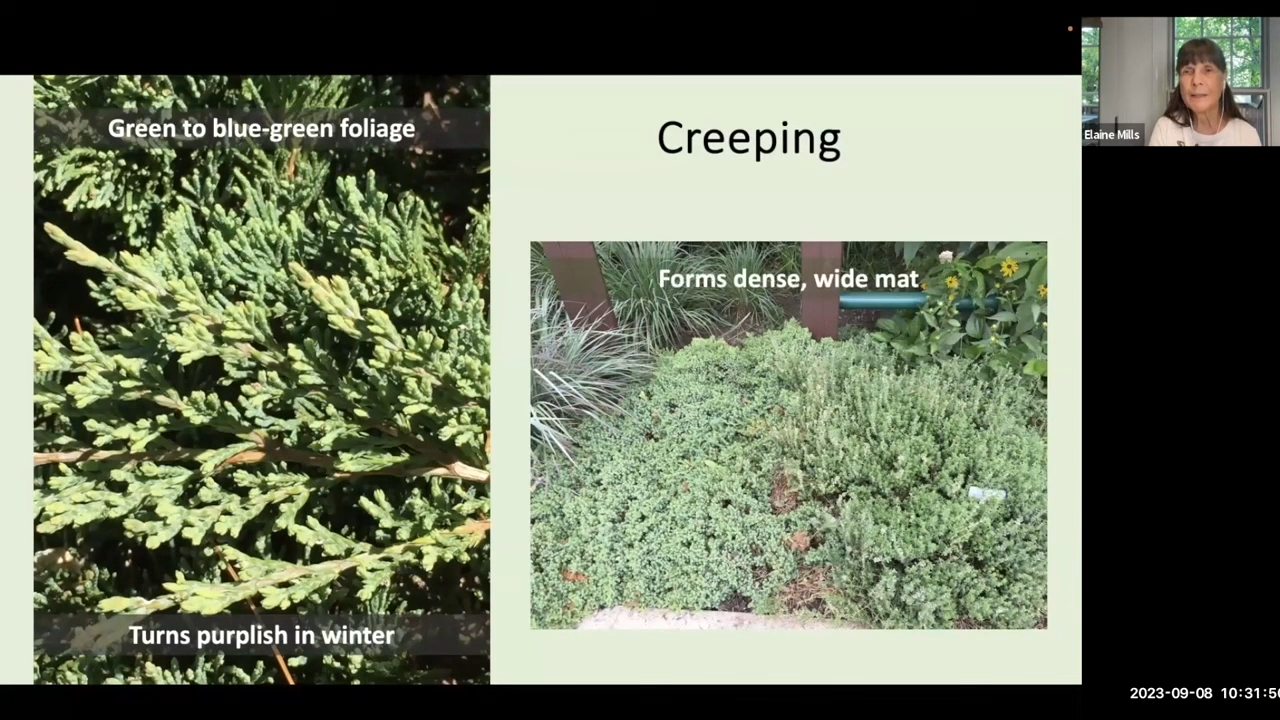 Green to blue-green foliage
Creeping
Elaine Mills
Forms dense, wide mat
Turns purplish in winter
2023-09-08 10:31:50